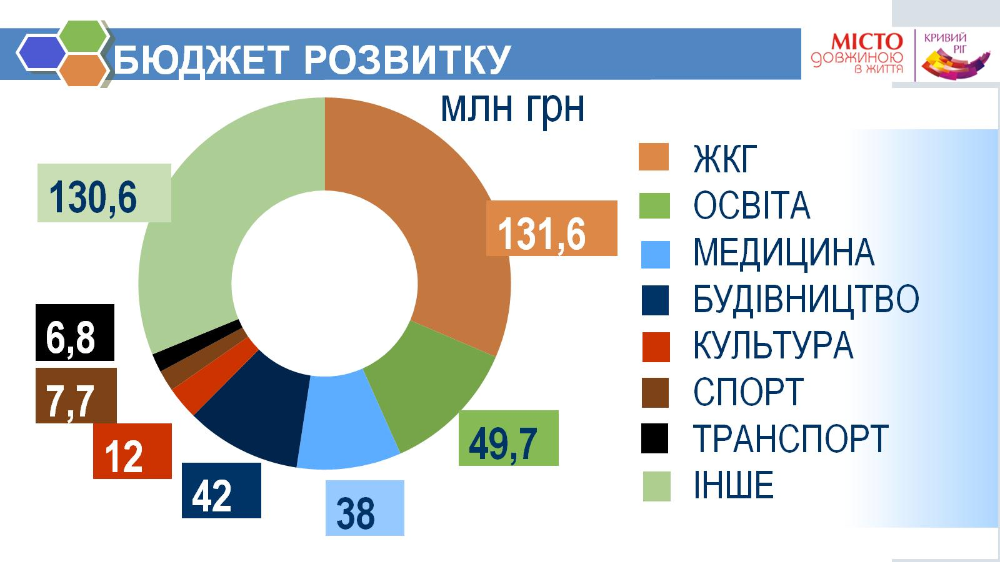 БЮДЖЕТ РОЗВИТКУ
МІСТО
ДОВЖИНОЮ
В ЖИТТЯ
КРИВИЙ
РІГ
млн грн
130,6
131,6
6,8
7,7
12
42
38
49,7
ЖКГ
ОСВІТА
МЕДИЦИНА
БУДІВНИЦТВО
КУЛЬТУРА
СПОРТ
ТРАНСПОРТ
ІНШЕ